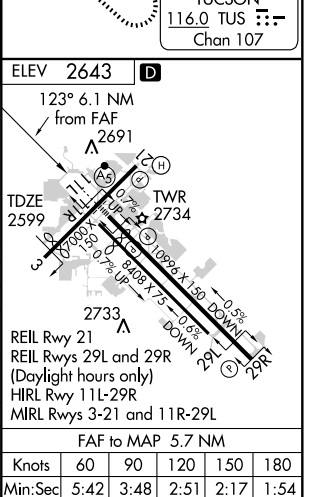 TUCSON
116.0 TUS
Chan 107
ELEV 2643 D
123° 6.1 NM
from FAF
2691
21
H
A5
P
11L
11R
0.7%
UP
TDZE
2599
TWR
2734
P
P
7000 X 150
3
10996 X 150
0.5%
DOWN
8408 X 75
0.7% UP
0.6%
DOWN
29L
29R
P
2733
REIL Rwy 21
REIL Rwys 29L and 29R
(Daylight hours only)
HIRL Rwy 11L-29R
MIRL Rwys 3-21 and 11R-29L
FAF to MAP 5.7 NM
Knots 60 90 120 150 180
Min:Sec 5:42 3:48 2:51 2:17 1:54